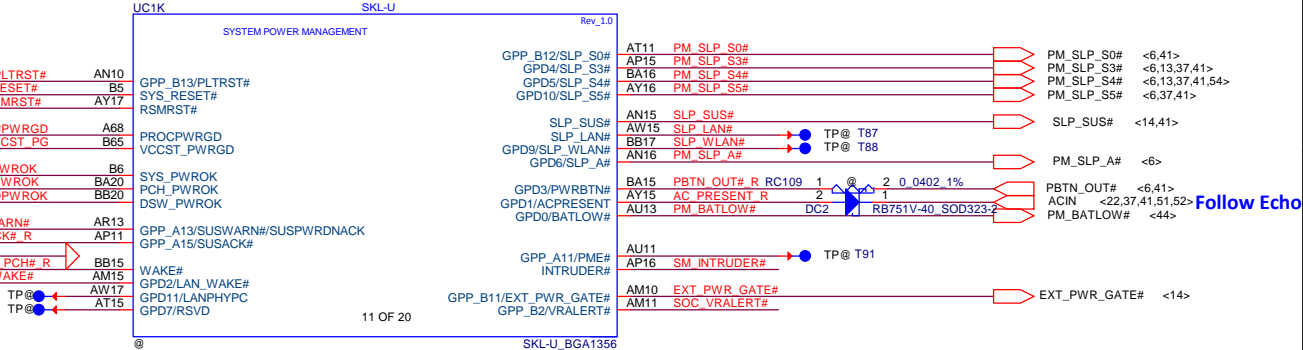 UC1K SKL-U
Rev_1.0
SYSTEM POWER MANAGEMENT
GPP_B12/SLP_S0# AT11 PM_SLP_S0# PM_SLP_S0# <6,41>
GPD4/SLP_S3# AP15 PM_SLP_S3# PM_SLP_S3# <6,13,37,41>
LTRST# AN10 GPP_B13/PLTRST# GPD5/SLP_S4# BA16 PM_SLP_S4# PM_SLP_S4# <6,13,37,41,54>
ESET# B5 SYS_RESET# GPD10/SLP_S5# AY16 PM_SLP_S5# PM_SLP_S5# <6,37,41>
MRST# AY17 RSMRST#
SLP_SUS# AN15 SLP_SUS# SLP_SUS# <14,41>
PWRGD A68 PROCPWRGD SLP_LAN# AW15 SLP_LAN# TP@ T87
CST_PG B65 VCCST_PWRGD GPD9/SLP_WLAN# BB17 SLP_WLAN# TP@ T88
GPD6/SLP_A# AN16 PM_SLP_A# PM_SLP_A# <6>
WROK B6 SYS_PWROK
WROK BA20 PCH_PWROK GPD3/PWRBTN# BA15 PBTN_OUT#_R RC109 1 @ 2 0_0402_1% PBTN_OUT# <6,41>
PWROK BB20 DSW_PWROK GPD1/ACPRESENT AY15 AC_PRESENT_R 2 1 ACIN <22,37,41,51,52> Follow Echo
GPD0/BATLOW# AU13 PM_BATLOW# DC2 RB751V-40_SOD323-2 PM_BATLOW# <44>
ARN# AR13 GPP_A13/SUSWARN#/SUSPWRDNACK
CK#_R AP11 GPP_A15/SUSACK#
GPP_A11/PME# AU11 TP@ T91
_PCH#_R BB15 WAKE# INTRUDER# AP16 SM_INTRUDER#
AKE# AM15 GPD2/LAN_WAKE#
TP@ AW17 GPD11/LANPHYPC GPP_B11/EXT_PWR_GATE# AM10 EXT_PWR_GATE# EXT_PWR_GATE# <14>
TP@ AT15 GPD7/RSVD GPP_B2/VRALERT# AM11 SOC_VRALERT#
11 OF 20
@ SKL-U_BGA1356